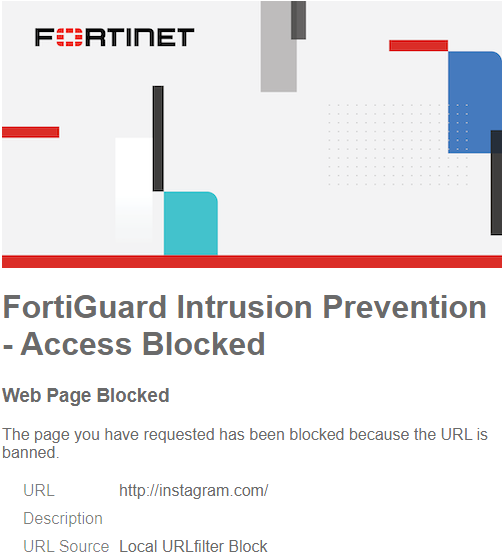 FORTINET
FortiGuard Intrusion Prevention
- Access Blocked
Web Page Blocked
The page you have requested has been blocked because the URL is
banned.
URL http://instagram.com/
Description
URL Source Local URLfilter Block